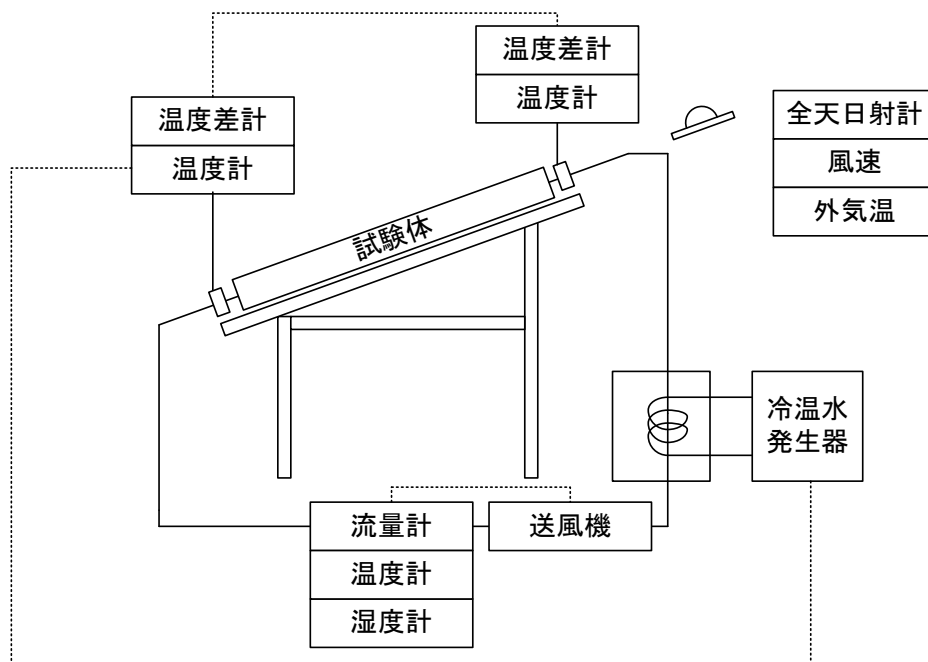 温度差計
温度計
温度差計
温度計
全天日射計
風速
外気温
試験体
冷温水
発生器
流量計
送風機
温度計
湿度計